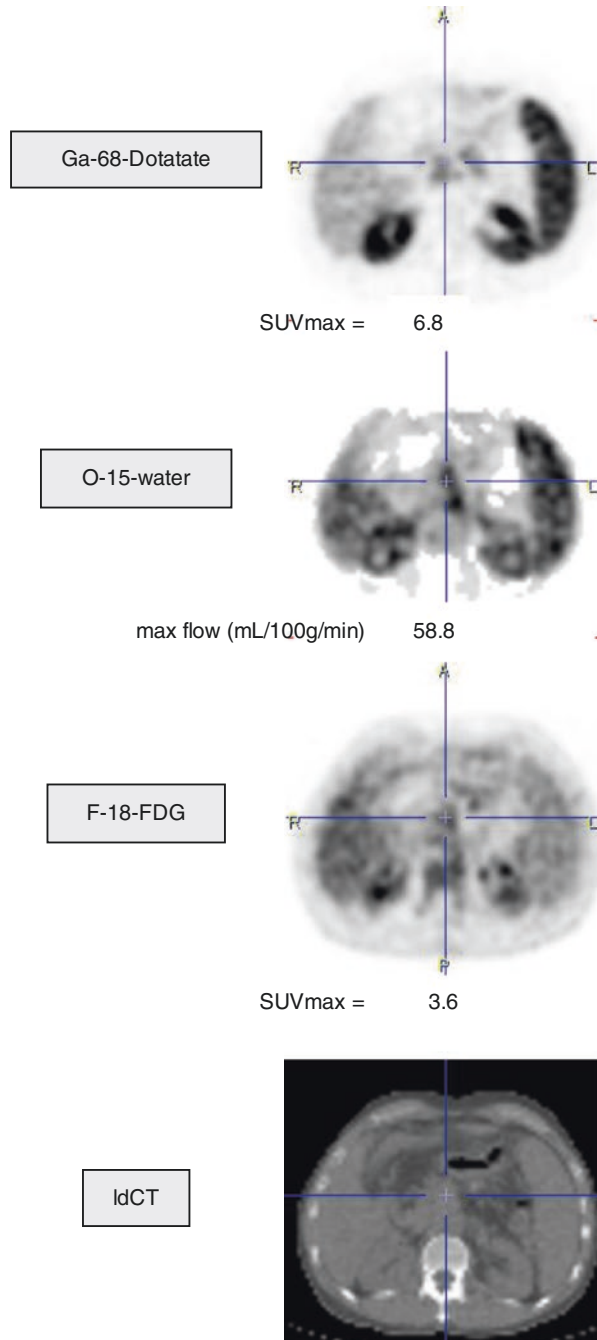 A
Ga-68-Dotatate
R
L
SUVmax = 6.8
O-15-water
R
L
max flow (mL/100g/min) 58.8
A
F-18-FDG
R
L
P
SUVmax = 3.6
ldCT